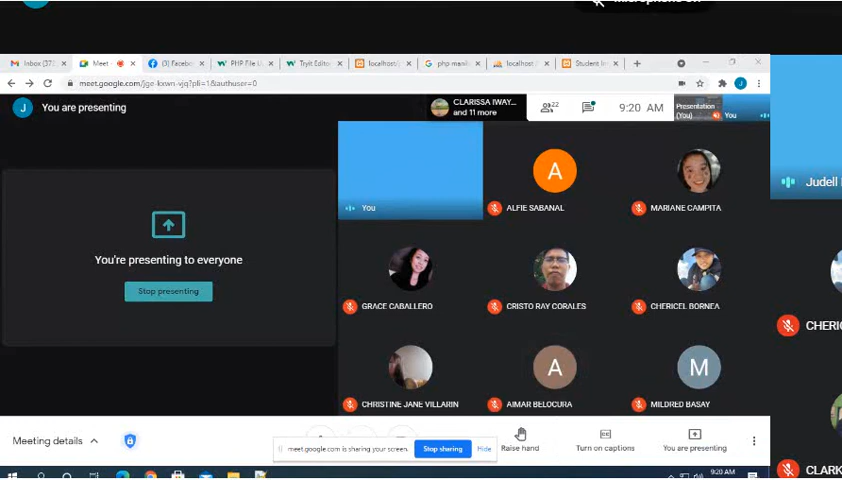 Inbox (37
Meet -
(3) Facebo
PHP File U
Tryit Editor
localhost/
php mani
localhost/
Student In
meet.google.com/jge-kxwn-vjq?pli=1&authuser=0
J
You are presenting
CLARISSA IWAY...
and 11 more
22
9:20 AM
Presentation
(You)
You
You
A
ALFIE SABANAL
MARIANE CAMPITA
Judell
You're presenting to everyone
Stop presenting
GRACE CABALLERO
CRISTO RAY CORALES
CHERICEL BORNEA
CHERIC
CHRISTINE JANE VILLARIN
A
AIMAR BELOCURA
M
MILDRED BASAY
Meeting details
meet.google.com is sharing your screen.
Stop sharing
Hide
Raise hand
Turn on captions
You are presenting
CLARK
9:20 AM